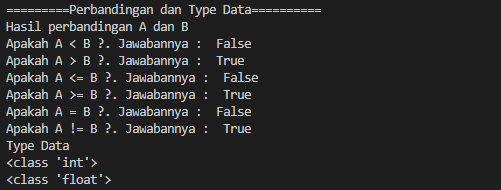 =========Perbandingan dan Type Data==========
Hasil perbandingan A dan B
Apakah A < B ?. Jawabannya :  False
Apakah A > B ?. Jawabannya :  True
Apakah A <= B ?. Jawabannya :  False
Apakah A >= B ?. Jawabannya :  True
Apakah A = B ?. Jawabannya :  False
Apakah A != B ?. Jawabannya :  True
Type Data
<class 'int'>
<class 'float'>